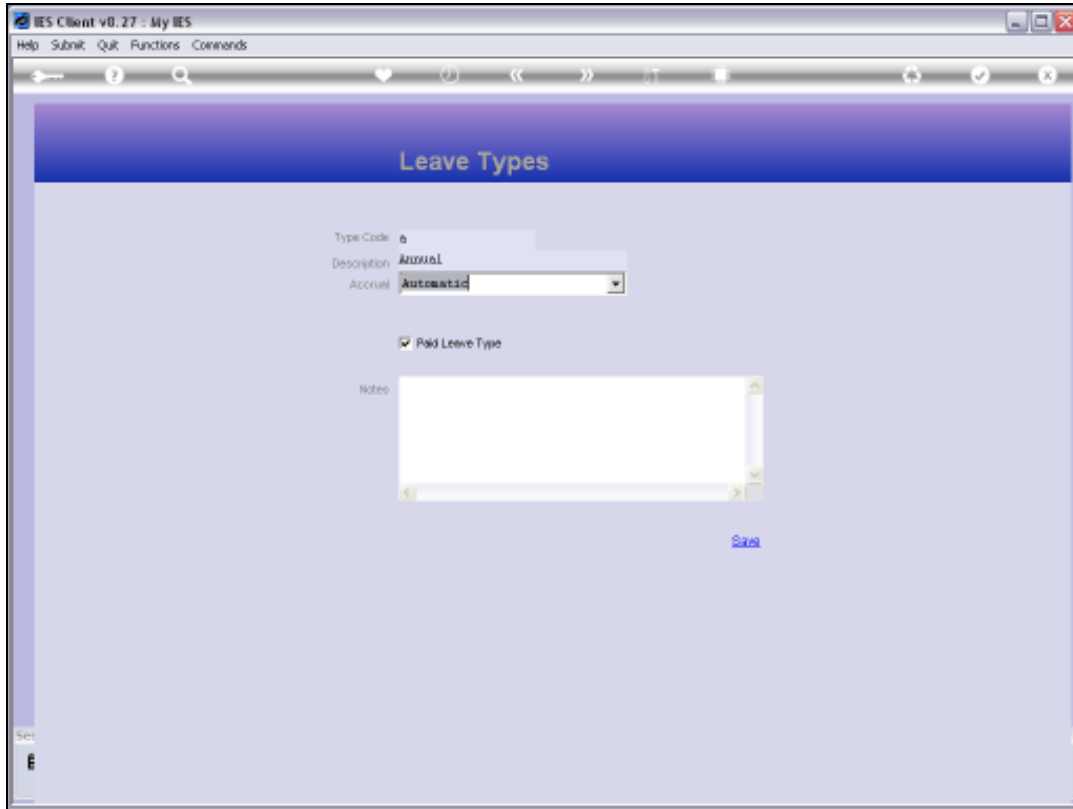 IES Client v8.27 : My IES
Help Submit Quit Functions Commands
Leave Types
Type Code 6
Description Annual
Accrual Automatic
Paid Leave Type
Notes
Save